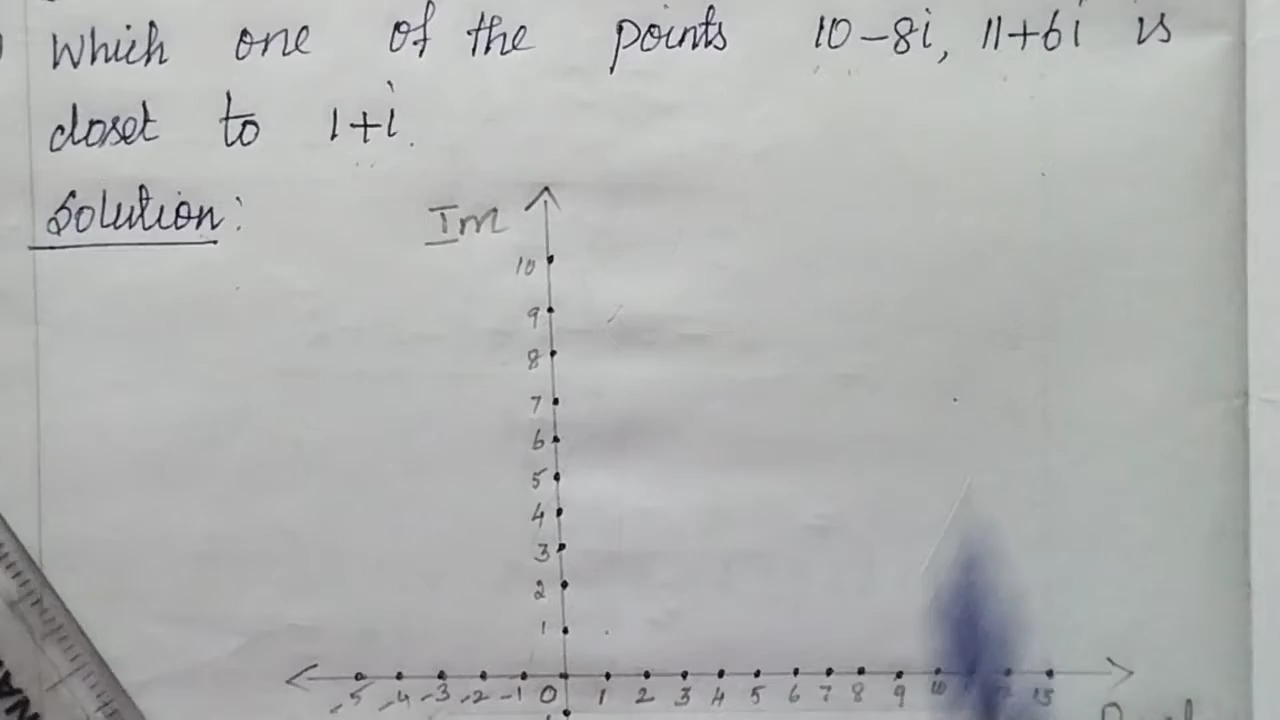 Which one of the points 10-8i, 11+6i is
closet to 1+i.
Solution:
Im
10
9
8
7
6
5
4
3
2
1
-5 -4 -3 -2 -1 0 1 2 3 4 5 6 7 8 9 10 13